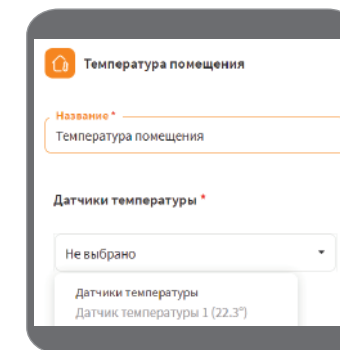 Температура помещения
Название *
Температура помещения
Датчики температуры *
Не выбрано
Датчики температуры
Датчик температуры 1 (22.3°)